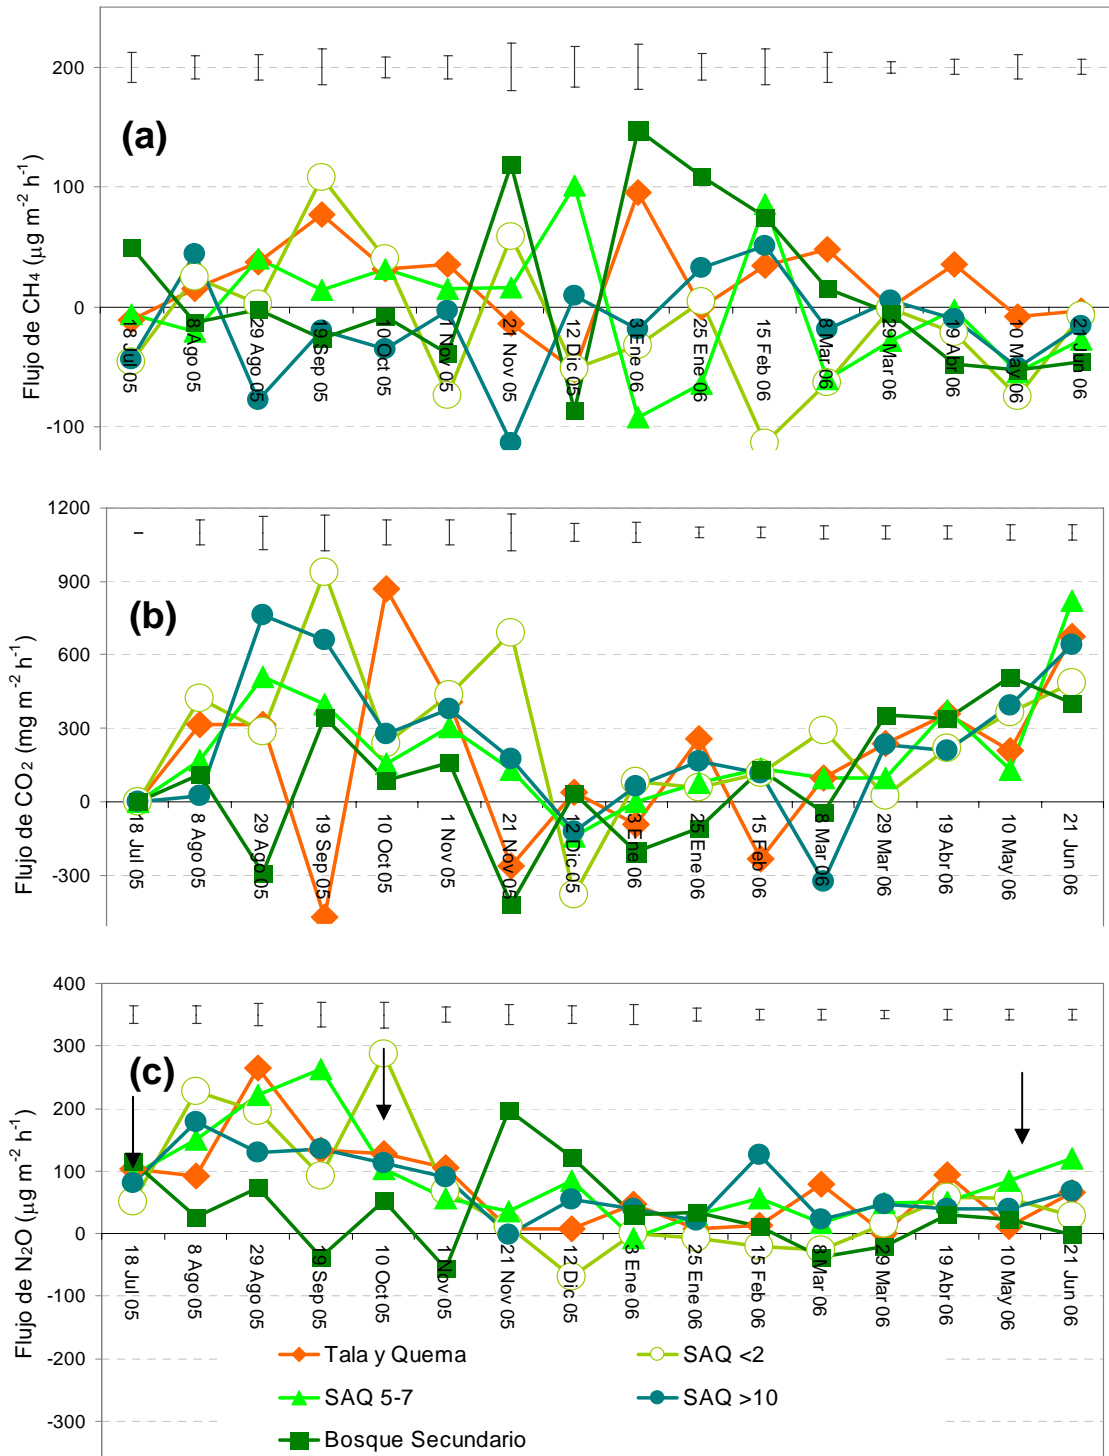 200
100
0
-100
(a)
Flujo de CH₄ (μg m⁻² h⁻¹)
18 Jul 05
8 Ago 05
29 Ago 05
19 Sep 05
10 Oct 05
1 Nov 05
21 Nov 05
12 Dic 05
3 Ene 06
25 Ene 06
15 Feb 06
8 Mar 06
29 Mar 06
19 Abr 06
10 May 06
21 Jun 06
1200
900
600
300
0
-300
(b)
Flujo de CO₂ (mg m⁻² h⁻¹)
18 Jul 05
8 Ago 05
29 Ago 05
19 Sep 05
10 Oct 05
1 Nov 05
21 Nov 05
12 Dic 05
3 Ene 06
25 Ene 06
15 Feb 06
8 Mar 06
29 Mar 06
19 Abr 06
10 May 06
21 Jun 06
400
300
200
100
0
-100
-200
-300
(c)
Flujo de N₂O (μg m⁻² h⁻¹)
18 Jul 05
8 Ago 05
29 Ago 05
19 Sep 05
10 Oct 05
1 Nov 05
21 Nov 05
12 Dic 05
3 Ene 06
25 Ene 06
15 Feb 06
8 Mar 06
29 Mar 06
19 Abr 06
10 May 06
21 Jun 06
Tala y Quema
SAQ <2
SAQ 5-7
SAQ >10
Bosque Secundario